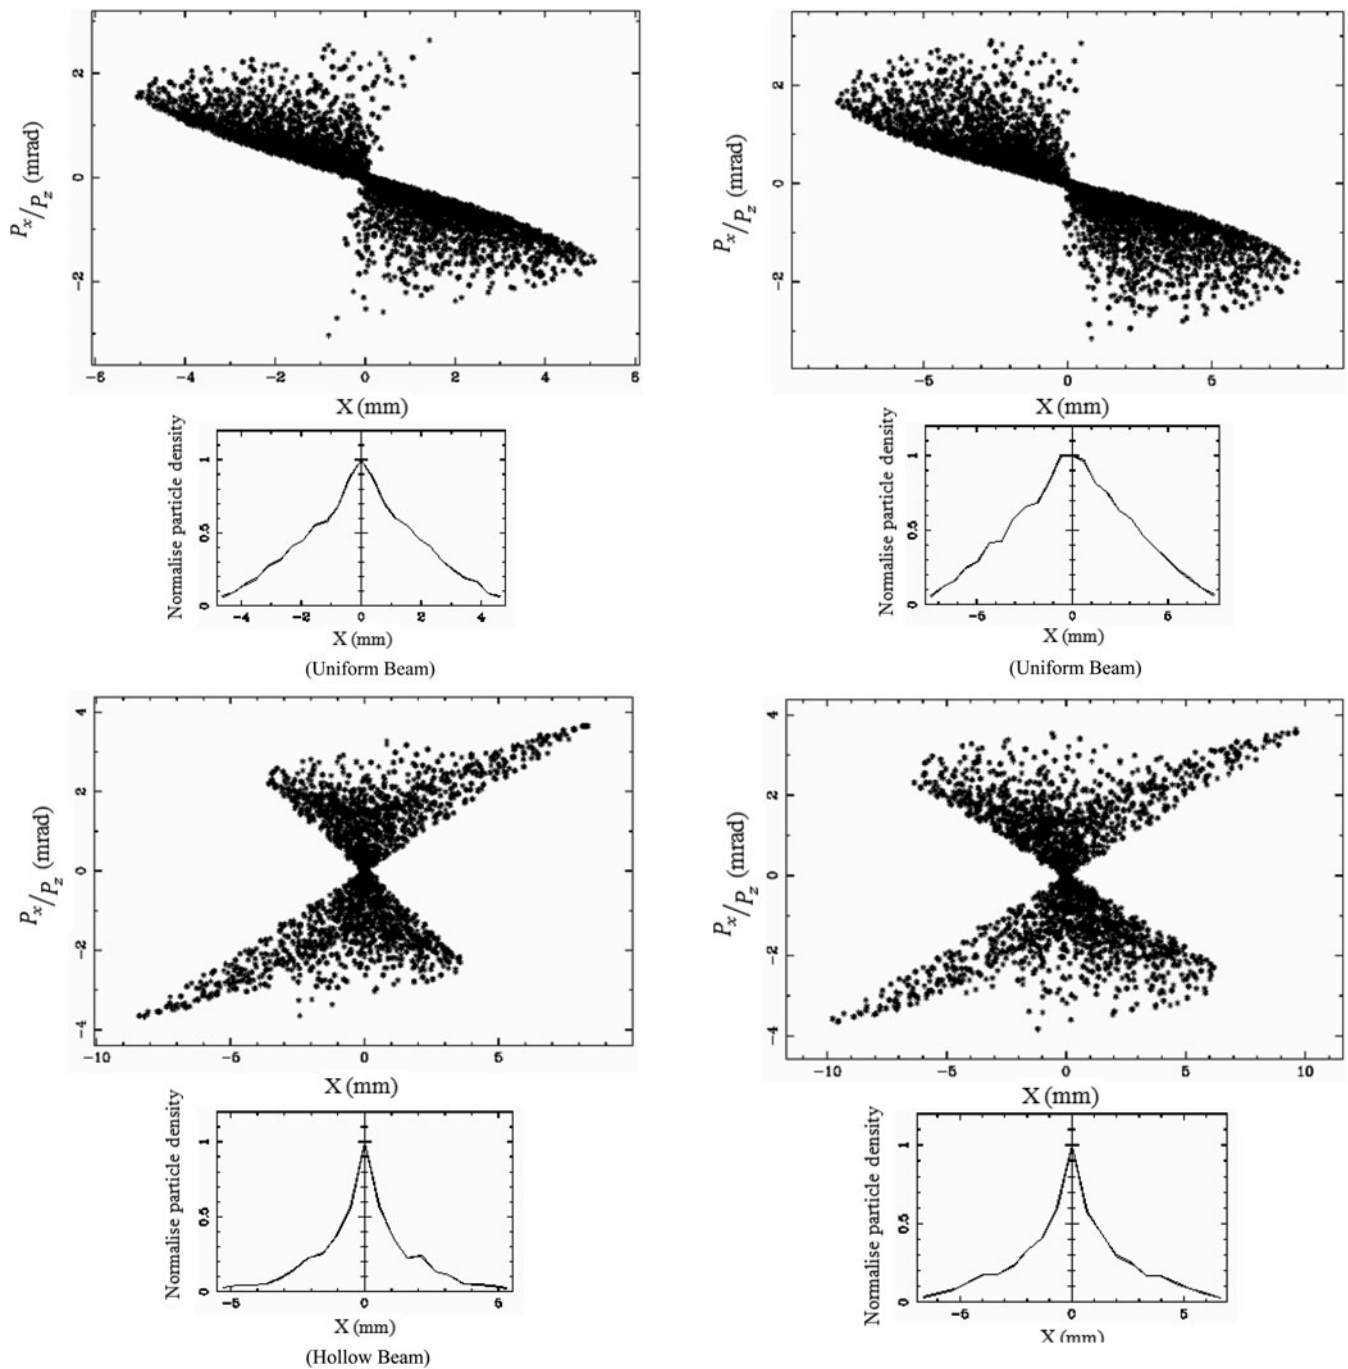 2
0
-2
P_x/P_z (mrad)
-6 -4 -2 0 2 4 6
X (mm)
2
0
-2
P_x/P_z (mrad)
-5 0 5
X (mm)
Normalise particle density
1
0.5
0
-4 -2 0 2 4
X (mm)
(Uniform Beam)
Normalise particle density
1
0.5
0
-5 0 5
X (mm)
(Uniform Beam)
4
2
0
-2
-4
P_x/P_z (mrad)
-10 -5 0 5
X (mm)
4
2
0
-2
-4
P_x/P_z (mrad)
-10 -5 0 5 10
X (mm)
Normalise particle density
1
0.5
0
-5 0 5
X (mm)
(Hollow Beam)
Normalise particle density
1
0.5
0
-5 0 5
X (mm)